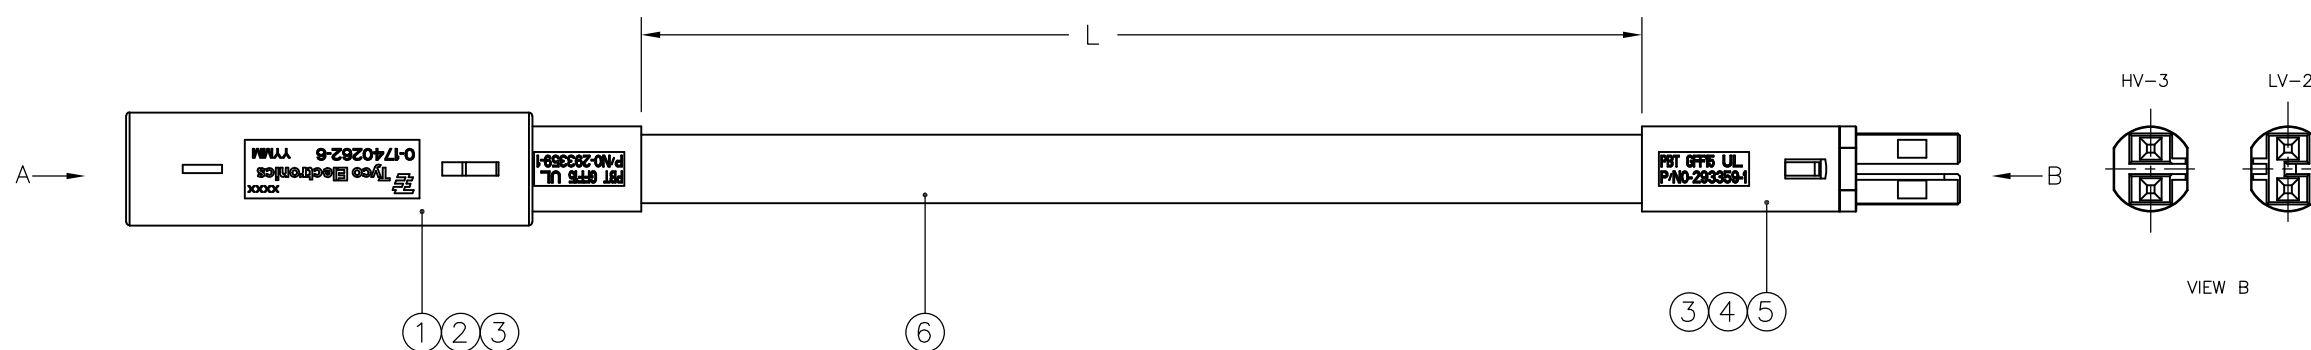 L
HV-3
LV-2
A
0-1740262-6 YYMM
Tyco Electronics
XXXX
PBT GFF15 UL
P/NO-293359-1
PBT GFF15 UL
P/NO-293359-1
B
VIEW B
1 2 3
6
3 4 5